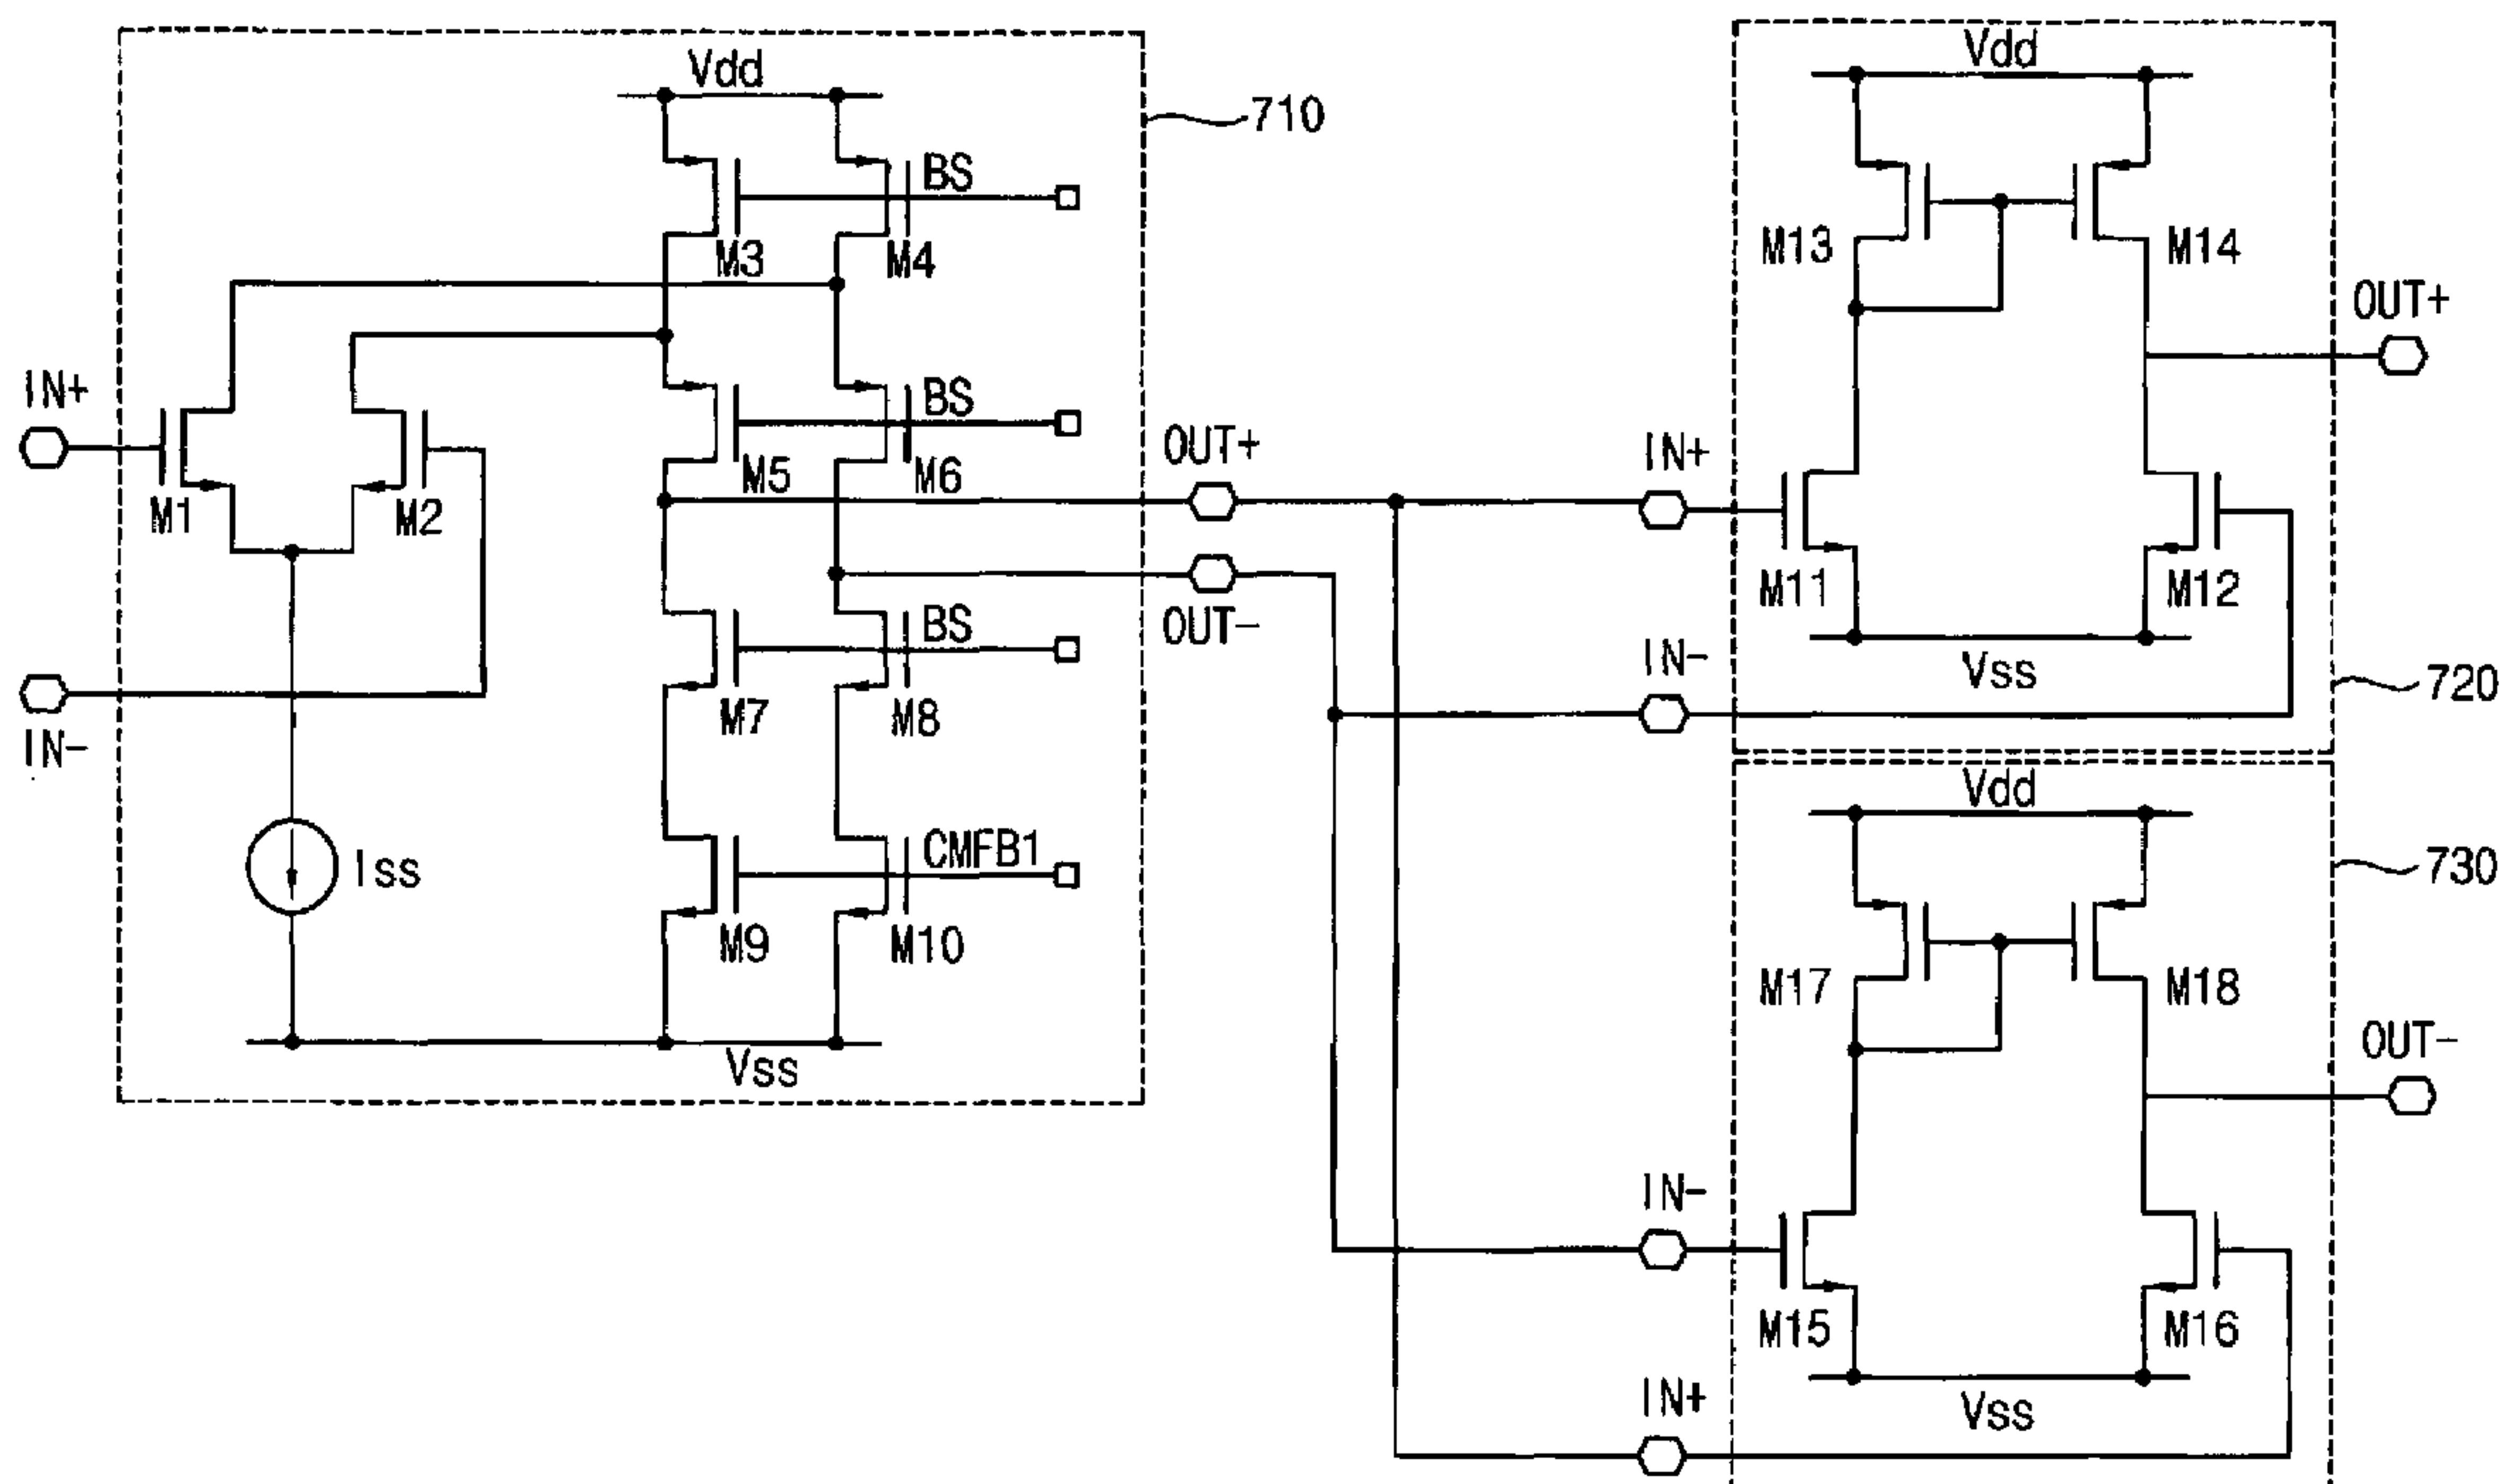 Vdd
710
BS
M3
M4
IN+
BS
M1
M2
M5
M6
OUT+
OUT-
BS
IN-
M7
M8
Iss
CMFB1
M9
M10
Vss
Vdd
M13
M14
OUT+
IN+
M11
M12
IN-
Vss
720
Vdd
730
M17
M18
OUT-
IN-
M15
M16
IN+
Vss